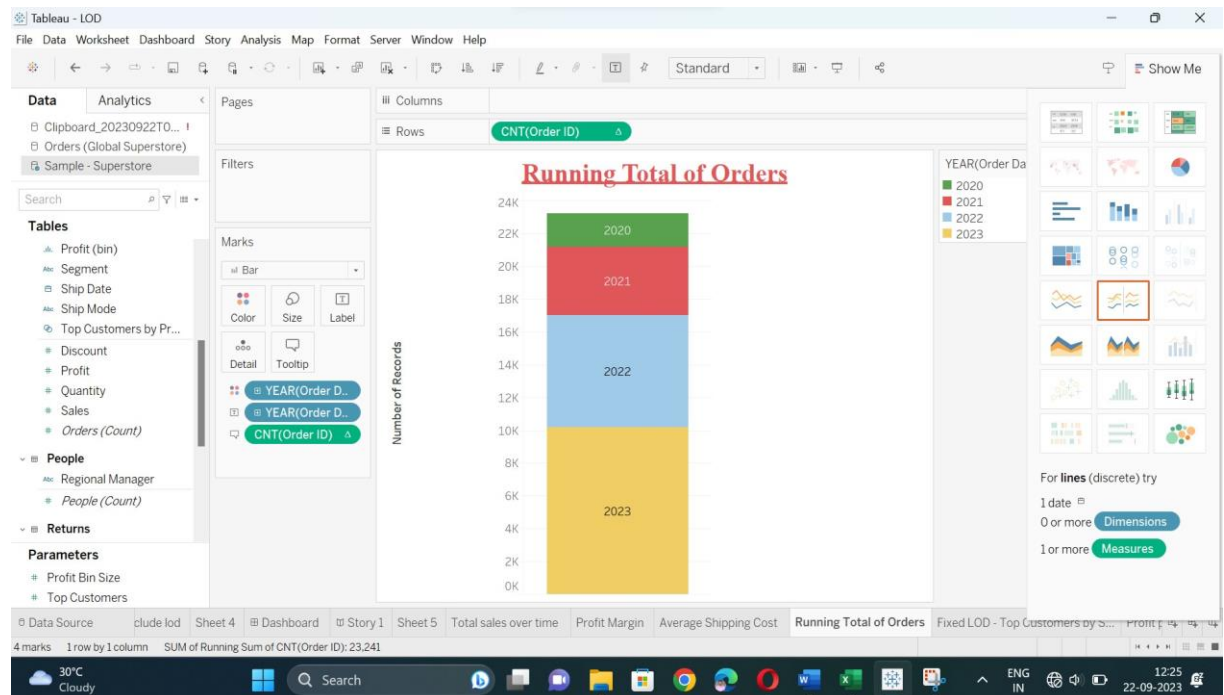 Tableau - LOD
File Data Worksheet Dashboard Story Analysis Map Format Server Window Help
Standard
Show Me
Data Analytics
Clipboard_20230922T0... !
Orders (Global Superstore)
Sample - Superstore
Search
Tables
Profit (bin)
Abc Segment
Ship Date
Abc Ship Mode
Top Customers by Pr...
# Discount
# Profit
# Quantity
# Sales
# Orders (Count)
People
Abc Regional Manager
# People (Count)
Returns
Parameters
# Profit Bin Size
# Top Customers
Pages
Filters
Marks
Bar
Color Size Label
Detail Tooltip
YEAR(Order D..
YEAR(Order D..
CNT(Order ID) Δ
Columns
Rows CNT(Order ID) Δ
Running Total of Orders
Number of Records
24K
22K
20K
18K
16K
14K
12K
10K
8K
6K
4K
2K
0K
2020
2021
2022
2023
YEAR(Order Da
2020
2021
2022
2023
For lines (discrete) try
1 date
0 or more Dimensions
1 or more Measures
Data Source clude lod Sheet 4 Dashboard Story 1 Sheet 5 Total sales over time Profit Margin Average Shipping Cost Running Total of Orders Fixed LOD - Top Customers by S...
4 marks 1 row by 1 column SUM of Running Sum of CNT(Order ID): 23,241
30°C
Cloudy
Search
ENG
IN
12:25
22-09-2023